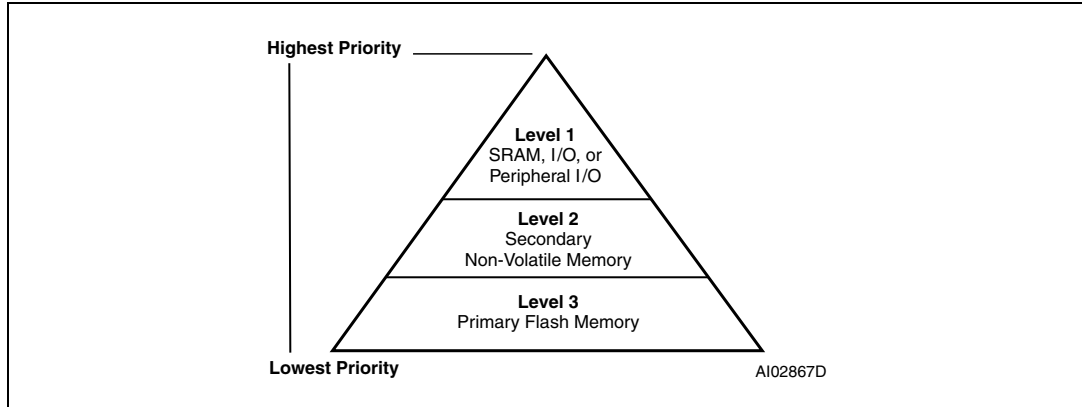 Highest Priority
Level 1
SRAM, I/O, or
Peripheral I/O
Level 2
Secondary
Non-Volatile Memory
Level 3
Primary Flash Memory
Lowest Priority
AI02867D